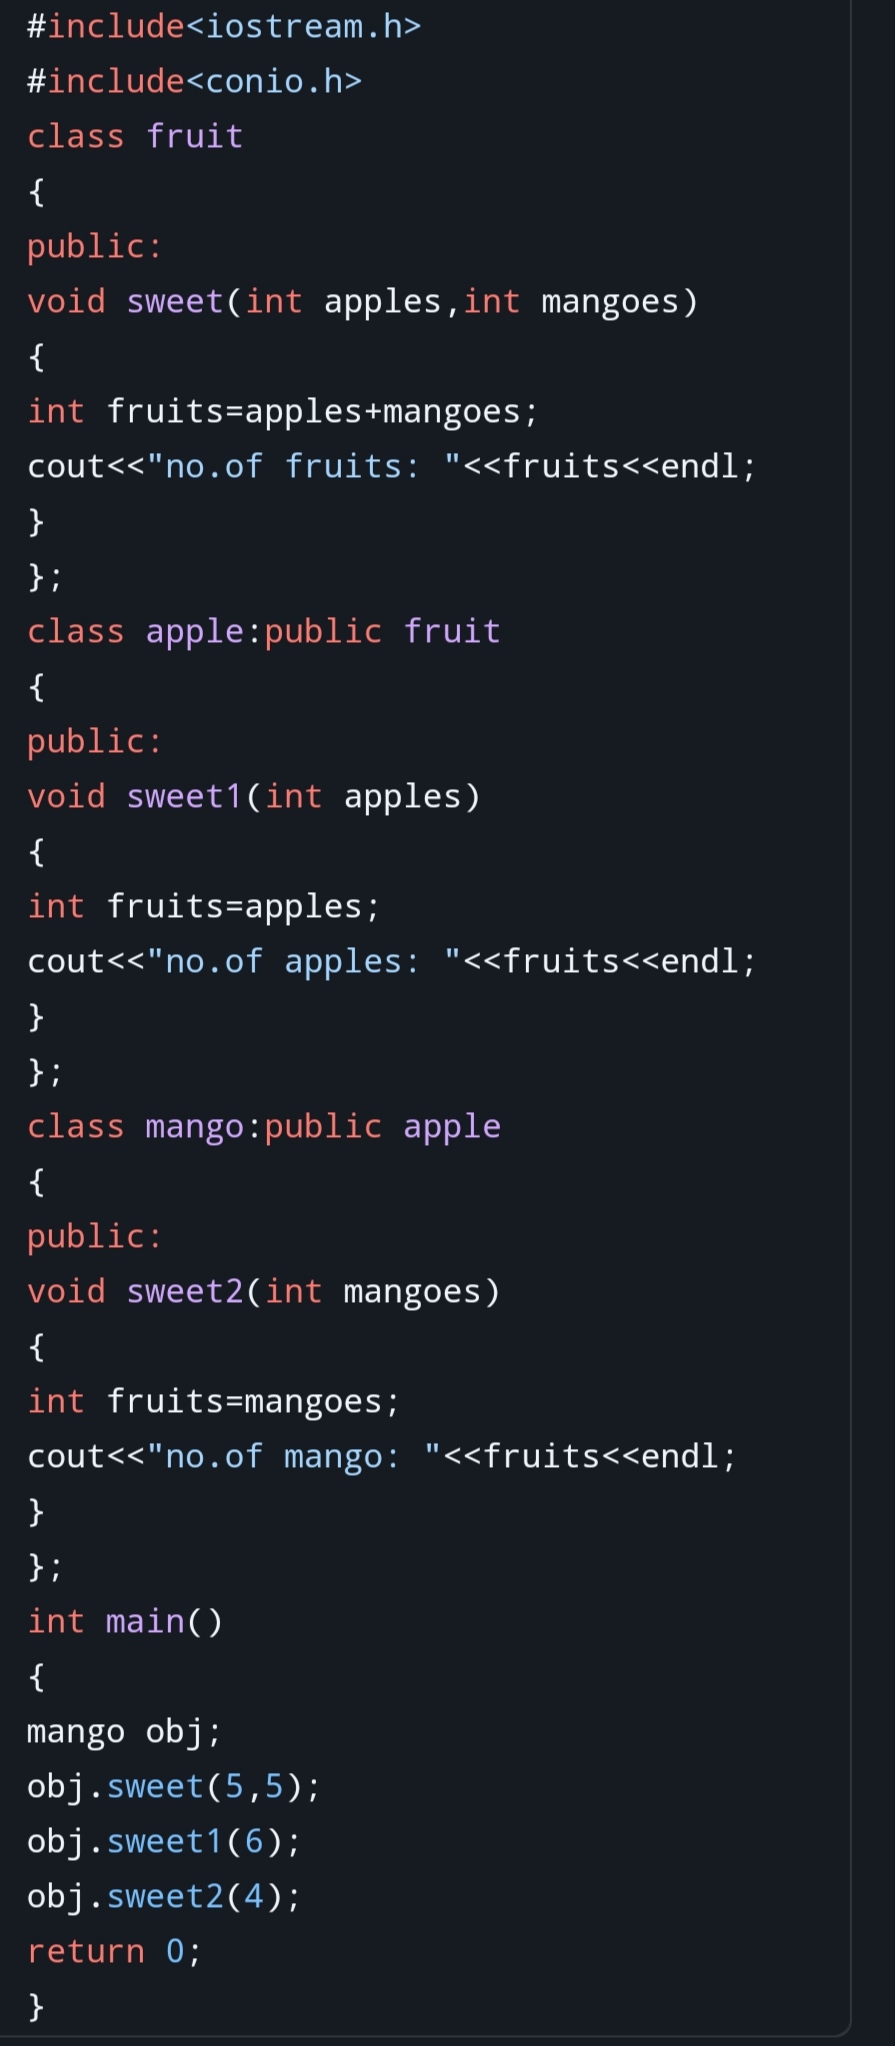 #include<iostream.h>
#include<conio.h>
class fruit
{
public:
void sweet(int apples,int mangoes)
{
int fruits=apples+mangoes;
cout<<"no.of fruits: "<<fruits<<endl;
}
};
class apple:public fruit
{
public:
void sweet1(int apples)
{
int fruits=apples;
cout<<"no.of apples: "<<fruits<<endl;
}
};
class mango:public apple
{
public:
void sweet2(int mangoes)
{
int fruits=mangoes;
cout<<"no.of mango: "<<fruits<<endl;
}
};
int main()
{
mango obj;
obj.sweet(5,5);
obj.sweet1(6);
obj.sweet2(4);
return 0;
}